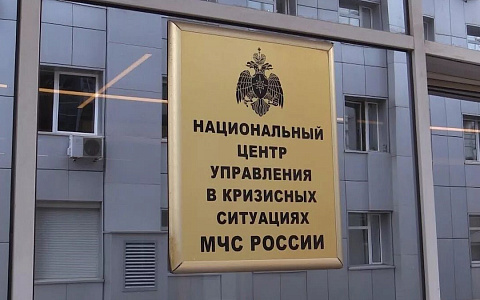 НАЦИОНАЛЬНЫЙ
ЦЕНТР
УПРАВЛЕНИЯ
В КРИЗИСНЫХ
СИТУАЦИЯХ
МЧС РОССИИ